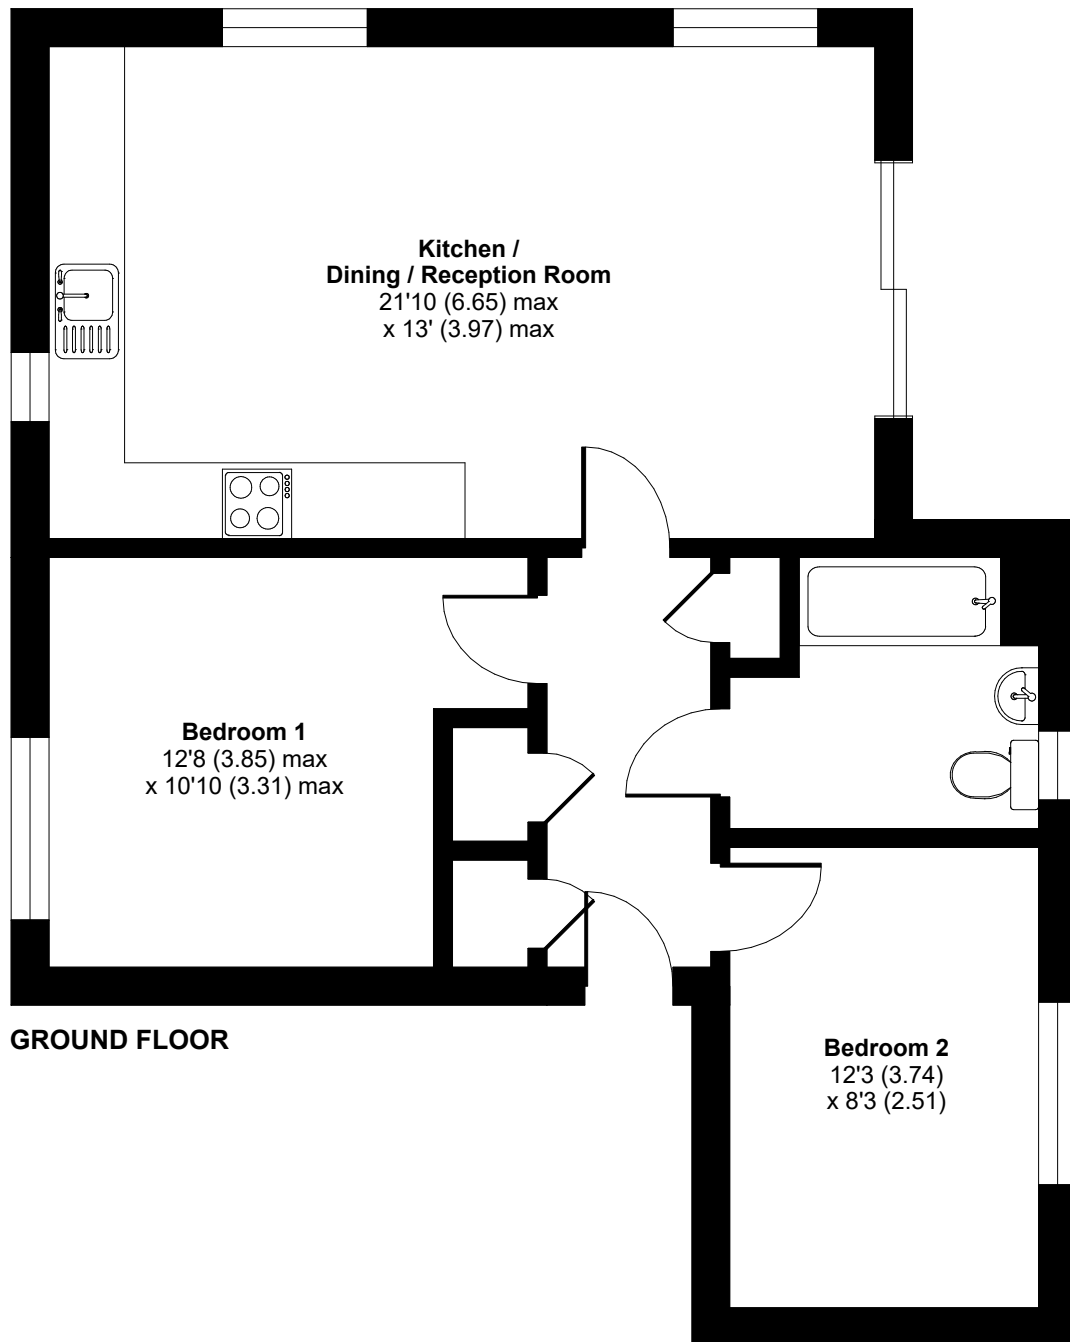 Kitchen /
Dining / Reception Room
21'10 (6.65) max
x 13' (3.97) max
Bedroom 1
12'8 (3.85) max
x 10'10 (3.31) max
GROUND FLOOR
Bedroom 2
12'3 (3.74)
x 8'3 (2.51)